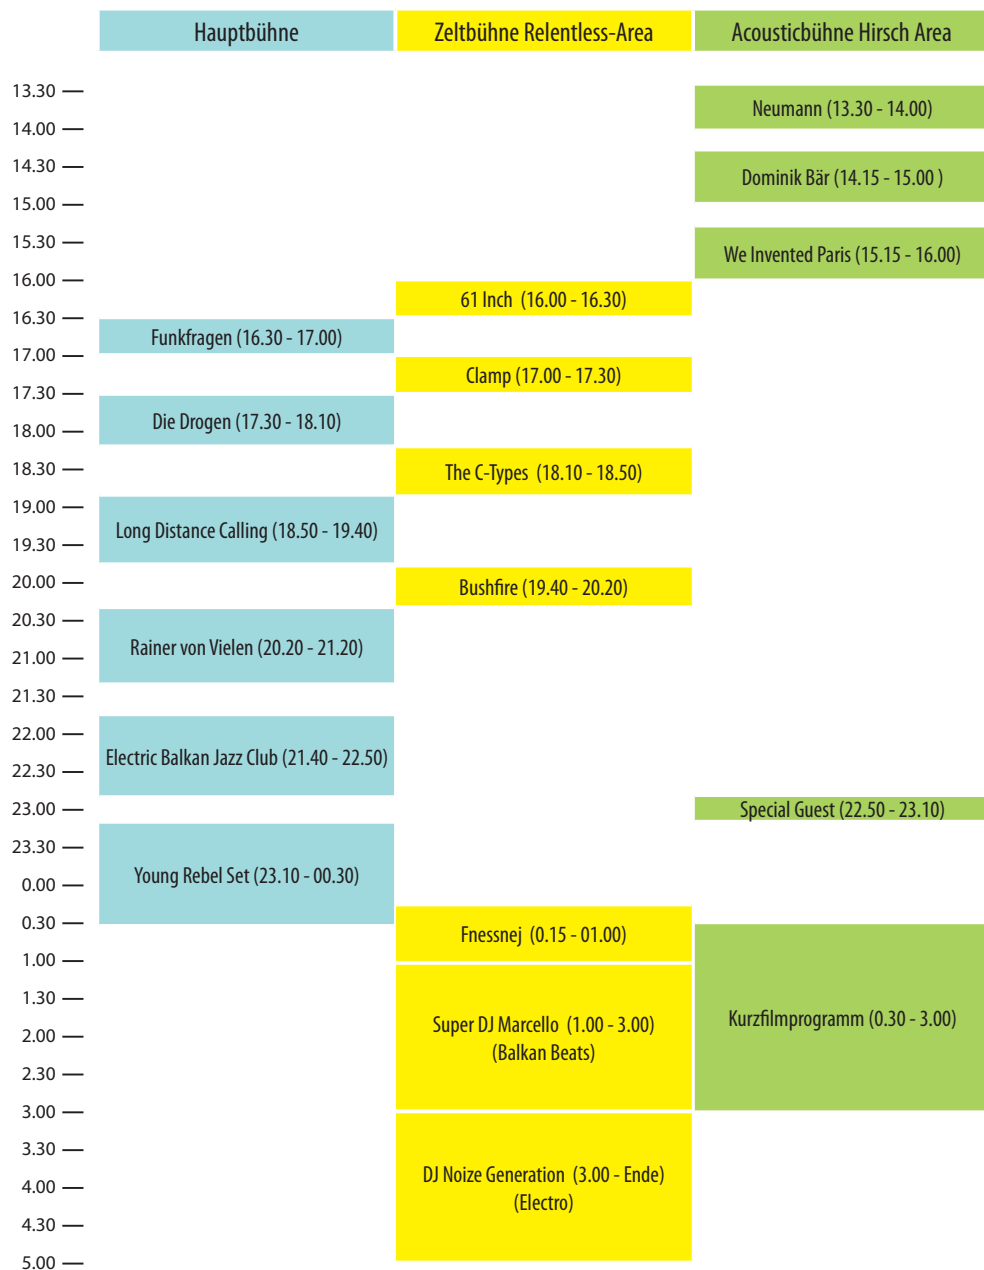 Hauptbühne
Zeltbühne Relentless-Area
Acousticbühne Hirsch Area
13.30
Neumann (13.30 - 14.00)
14.00
14.30
Dominik Bär (14.15 - 15.00 )
15.00
15.30
We Invented Paris (15.15 - 16.00)
16.00
61 Inch (16.00 - 16.30)
16.30
Funkfragen (16.30 - 17.00)
17.00
Clamp (17.00 - 17.30)
17.30
Die Drogen (17.30 - 18.10)
18.00
18.30
The C-Types (18.10 - 18.50)
19.00
Long Distance Calling (18.50 - 19.40)
19.30
20.00
Bushfire (19.40 - 20.20)
20.30
Rainer von Vielen (20.20 - 21.20)
21.00
21.30
22.00
Electric Balkan Jazz Club (21.40 - 22.50)
22.30
23.00
Special Guest (22.50 - 23.10)
23.30
Young Rebel Set (23.10 - 00.30)
0.00
0.30
Fnessnej (0.15 - 01.00)
1.00
1.30
Kurzfilmprogramm (0.30 - 3.00)
Super DJ Marcello (1.00 - 3.00)
(Balkan Beats)
2.00
2.30
3.00
3.30
DJ Noize Generation (3.00 - Ende)
(Electro)
4.00
4.30
5.00